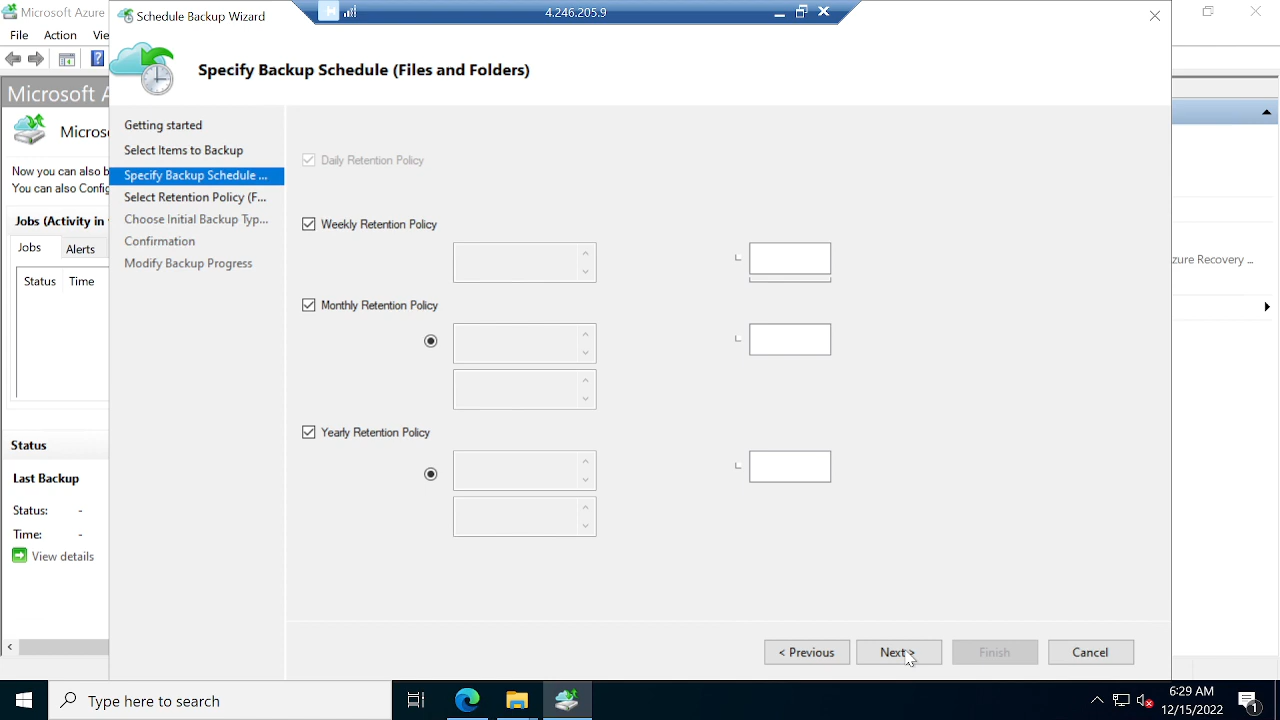 Microsoft Azure
Schedule Backup Wizard
H
4.246.205.9
File
Action
Specify Backup Schedule (Files and Folders)
Microsoft A
Micros
Now you can also b
You can also Config
Jobs (Activity in
Jobs
Alerts
Status
Time
Status
Last Backup
Status: -
Time: -
View details
Getting started
Select Items to Backup
Specify Backup Schedule ...
Select Retention Policy (F...
Choose Initial Backup Typ...
Confirmation
Modify Backup Progress
Daily Retention Policy
Weekly Retention Policy
Monthly Retention Policy
Yearly Retention Policy
zure Recovery ...
< Previous
Next >
Finish
Cancel
Type here to search
6:29 AM
12/15/2022
1